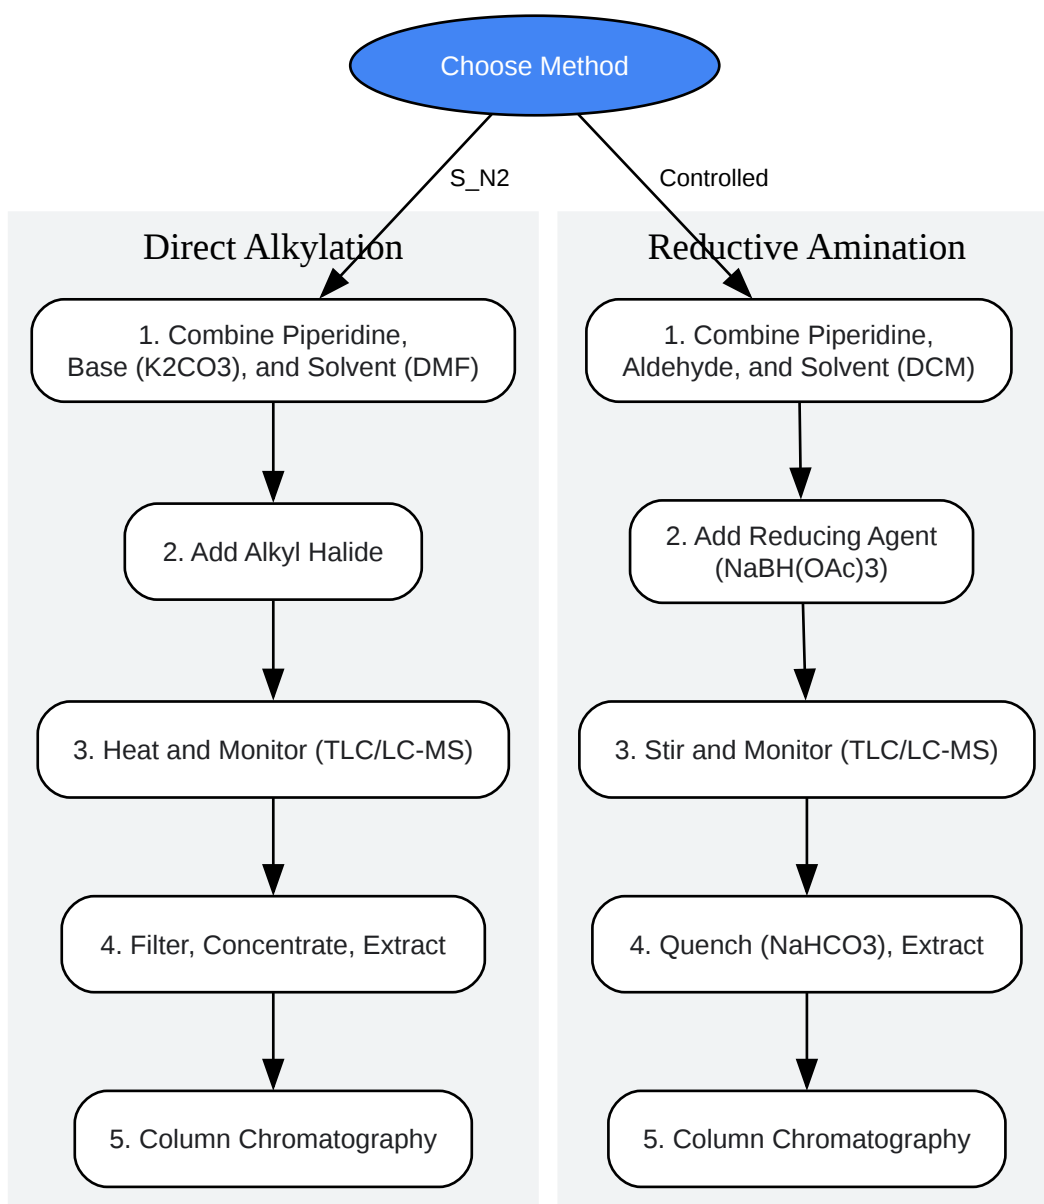 Choose Method
S_N2
Controlled
Direct Alkylation
1. Combine Piperidine,
Base (K2CO3), and Solvent (DMF)
2. Add Alkyl Halide
3. Heat and Monitor (TLC/LC-MS)
4. Filter, Concentrate, Extract
5. Column Chromatography
Reductive Amination
1. Combine Piperidine,
Aldehyde, and Solvent (DCM)
2. Add Reducing Agent
(NaBH(OAc)3)
3. Stir and Monitor (TLC/LC-MS)
4. Quench (NaHCO3), Extract
5. Column Chromatography